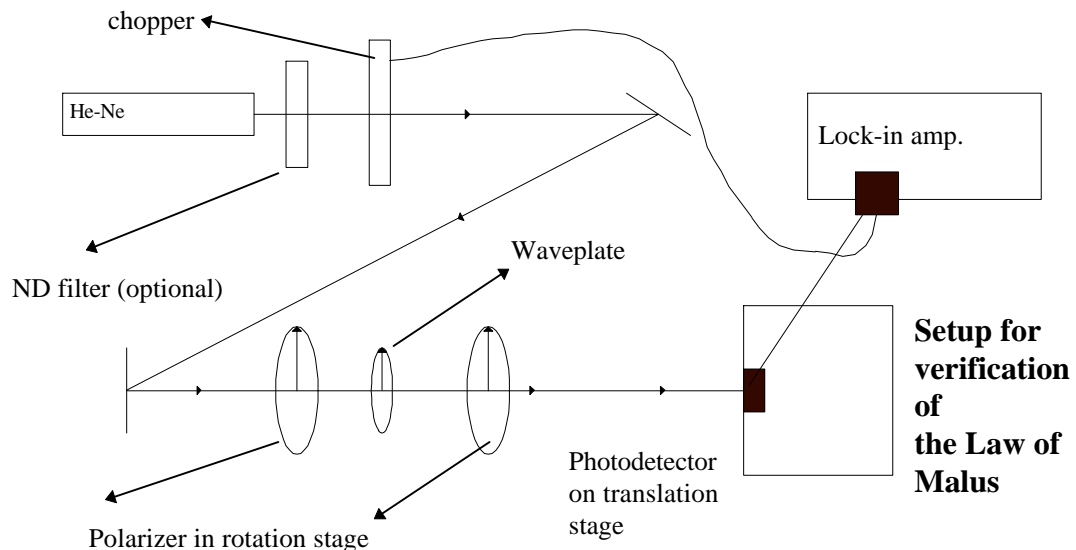 chopper
He-Ne
Lock-in amp.
Waveplate
ND filter (optional)
Setup for
verification
of
the Law of
Malus
Photodetector
on translation
stage
Polarizer in rotation stage